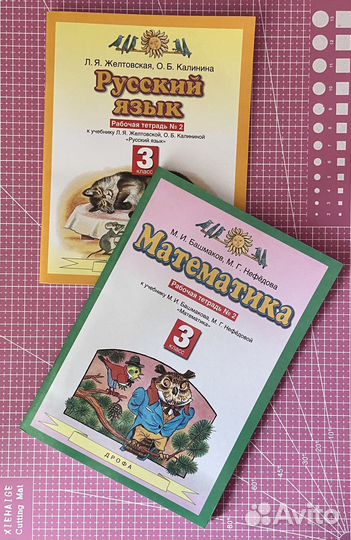 Л. Я. Желтовская, О. Б. Калинина
Русский
язык
Рабочая тетрадь № 2
к учебнику Л. Я. Желтовской, О. Б. Калининой
«Русский язык»
3
класс
М. И. Башмаков, М. Г. Нефёдова
Математика
Рабочая тетрадь № 2
к учебнику М. И. Башмакова, М. Г. Нефёдовой
«Математика»
3
класс
ДРОФА
XIEHAIGE
Cutting Mat
Avito